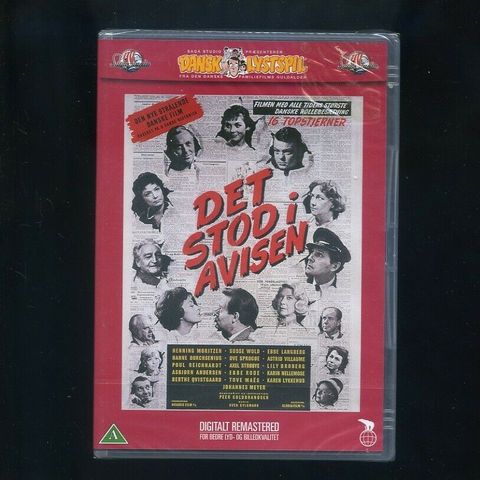 SAGA STUDIO PRÆSENTERER
DANSK LYSTSPIL
FRA DEN DANSKE FAMILIEFILMS GULDALDER
DEN NYE STRÅLENDE
DANSKE FILM
FILMEN MED ALLE TIDERS STØRSTE
DANSKE ROLLEBESÆTNING
16 TOPSTJERNER
DET
STOD i
AVISEN
HENNING MORITZEN · SUSSE WOLD · EBBE LANGBERG
HANNE BORCHSENIUS · OVE SPROGØE · ASTRID VILLAUME
POUL REICHHARDT · AXEL STRØBYE · LILY BROBERG
ASBJØRN ANDERSEN · EBBE RODE · KARIN NELLEMOSE
BERTHE QVISTGAARD · TOVE MAËS · KAREN LYKKEHUS
JOHANNES MEYER
PEER GULDBRANDSEN
SVEN GYLDMARK
DIGITALT REMASTERED
FOR BEDRE LYD- OG BILLEDKVALITET
A